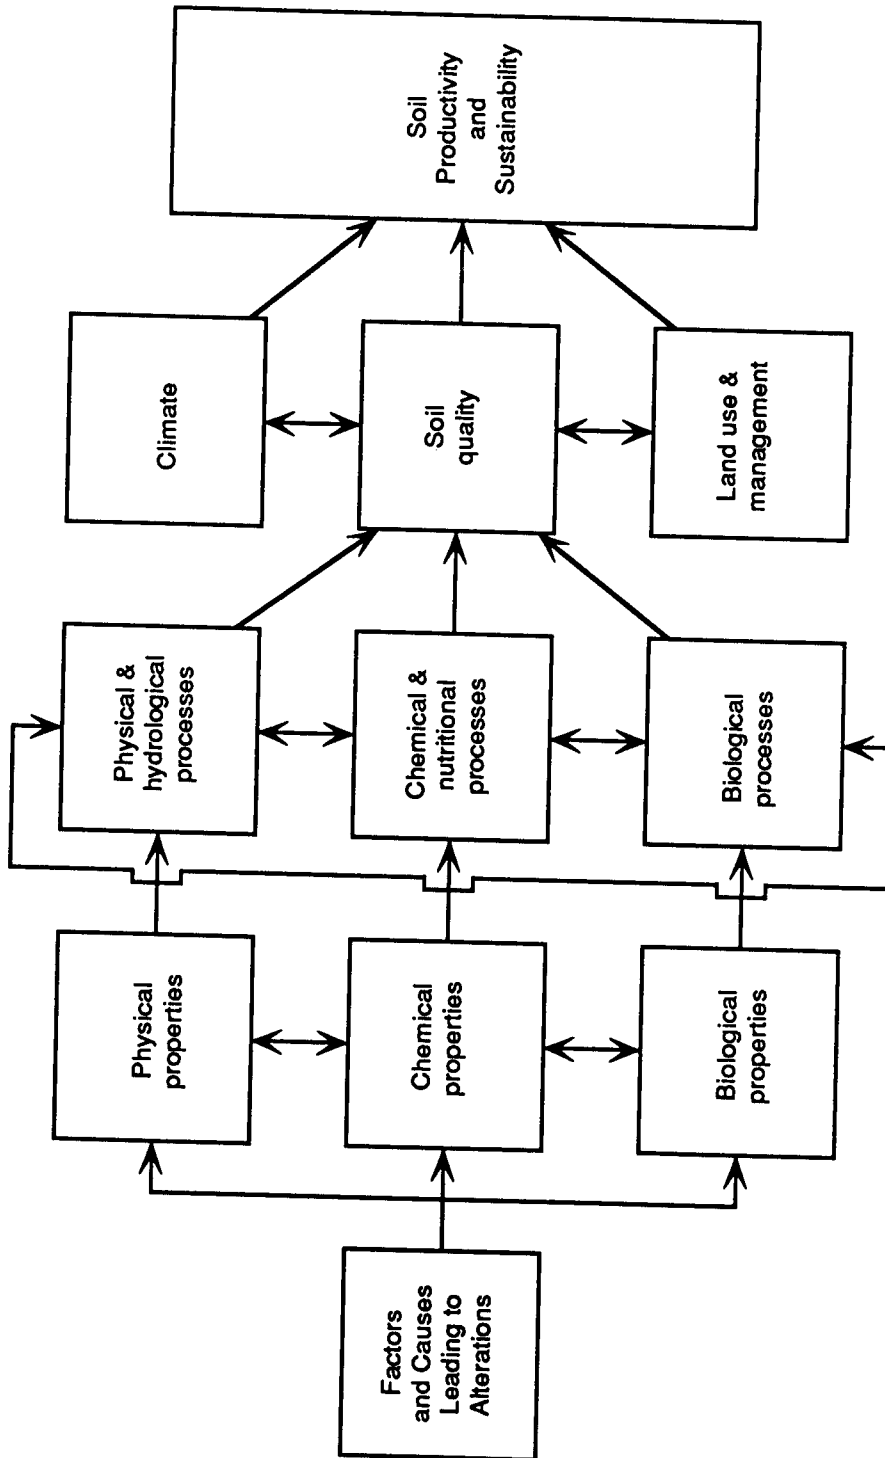 Factors
and Causes
Leading to
Alterations
Physical
properties
Chemical
properties
Biological
properties
Physical &
hydrological
processes
Chemical &
nutritional
processes
Biological
processes
Climate
Soil
quality
Land use &
management
Soil
Productivity
and
Sustainability